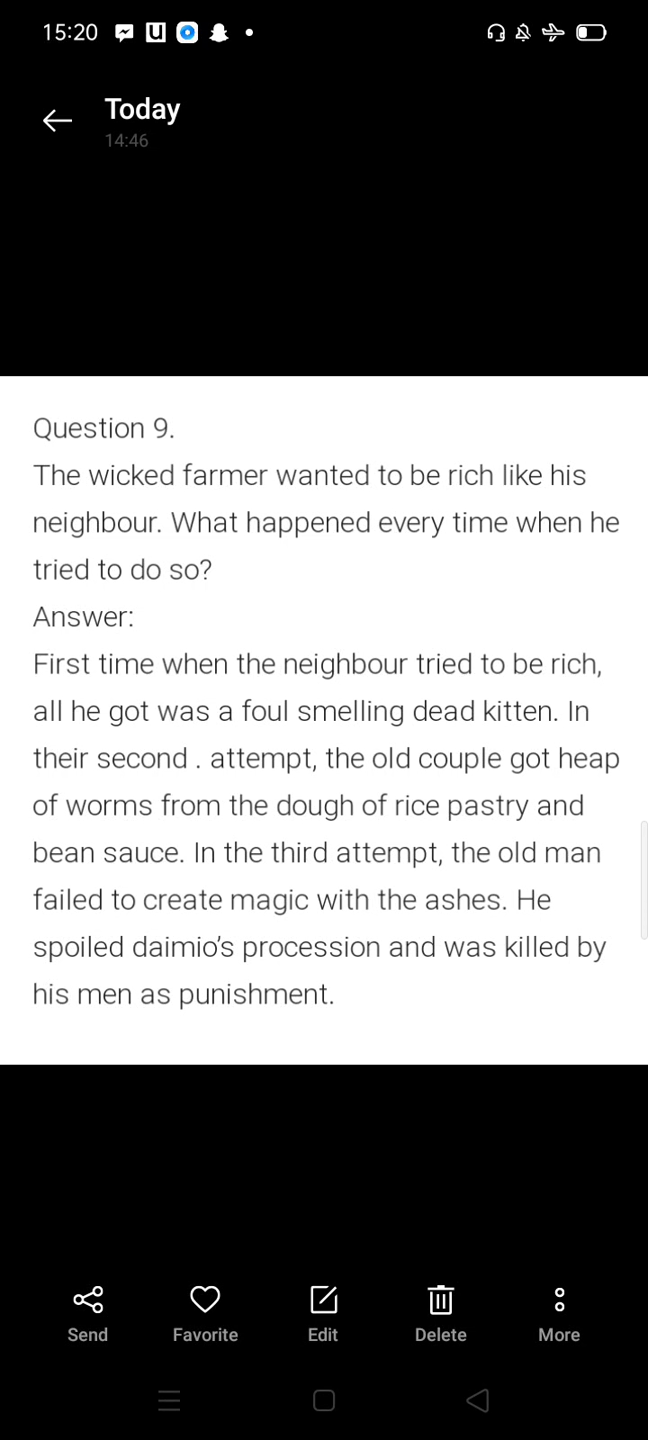 15:20
Today
14:46
Question 9.
The wicked farmer wanted to be rich like his
neighbour. What happened every time when he
tried to do so?
Answer:
First time when the neighbour tried to be rich,
all he got was a foul smelling dead kitten. In
their second . attempt, the old couple got heap
of worms from the dough of rice pastry and
bean sauce. In the third attempt, the old man
failed to create magic with the ashes. He
spoiled daimio’s procession and was killed by
his men as punishment.
Send Favorite Edit Delete More